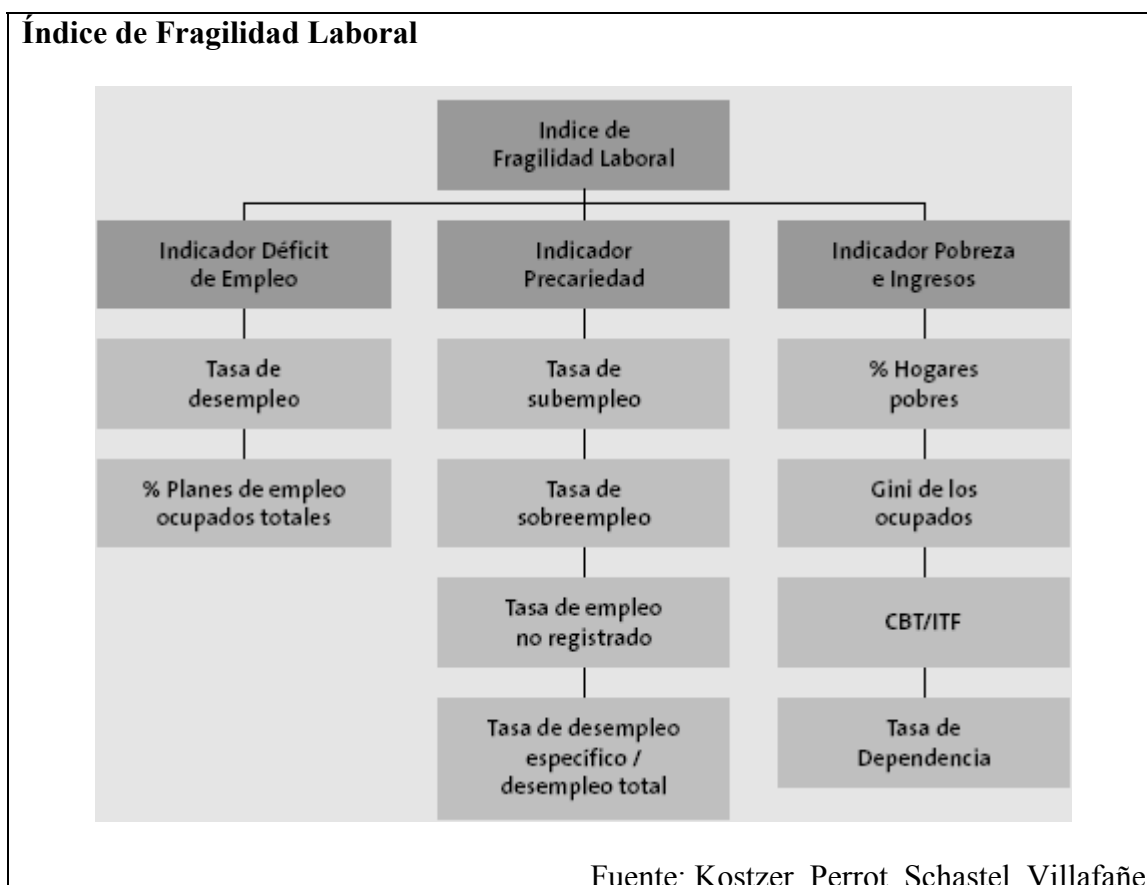 Índice de Fragilidad Laboral
Indice de
Fragilidad Laboral
Indicador Déficit
de Empleo
Indicador
Precariedad
Indicador Pobreza
e Ingresos
Tasa de
desempleo
Tasa de
subempleo
% Hogares
pobres
% Planes de empleo
ocupados totales
Tasa de
sobreempleo
Gini de los
ocupados
Tasa de empleo
no registrado
CBT/ITF
Tasa de desempleo
específico /
desempleo total
Tasa de
Dependencia
Fuente: Kostzer, Perrot, Schastel, Villafañe